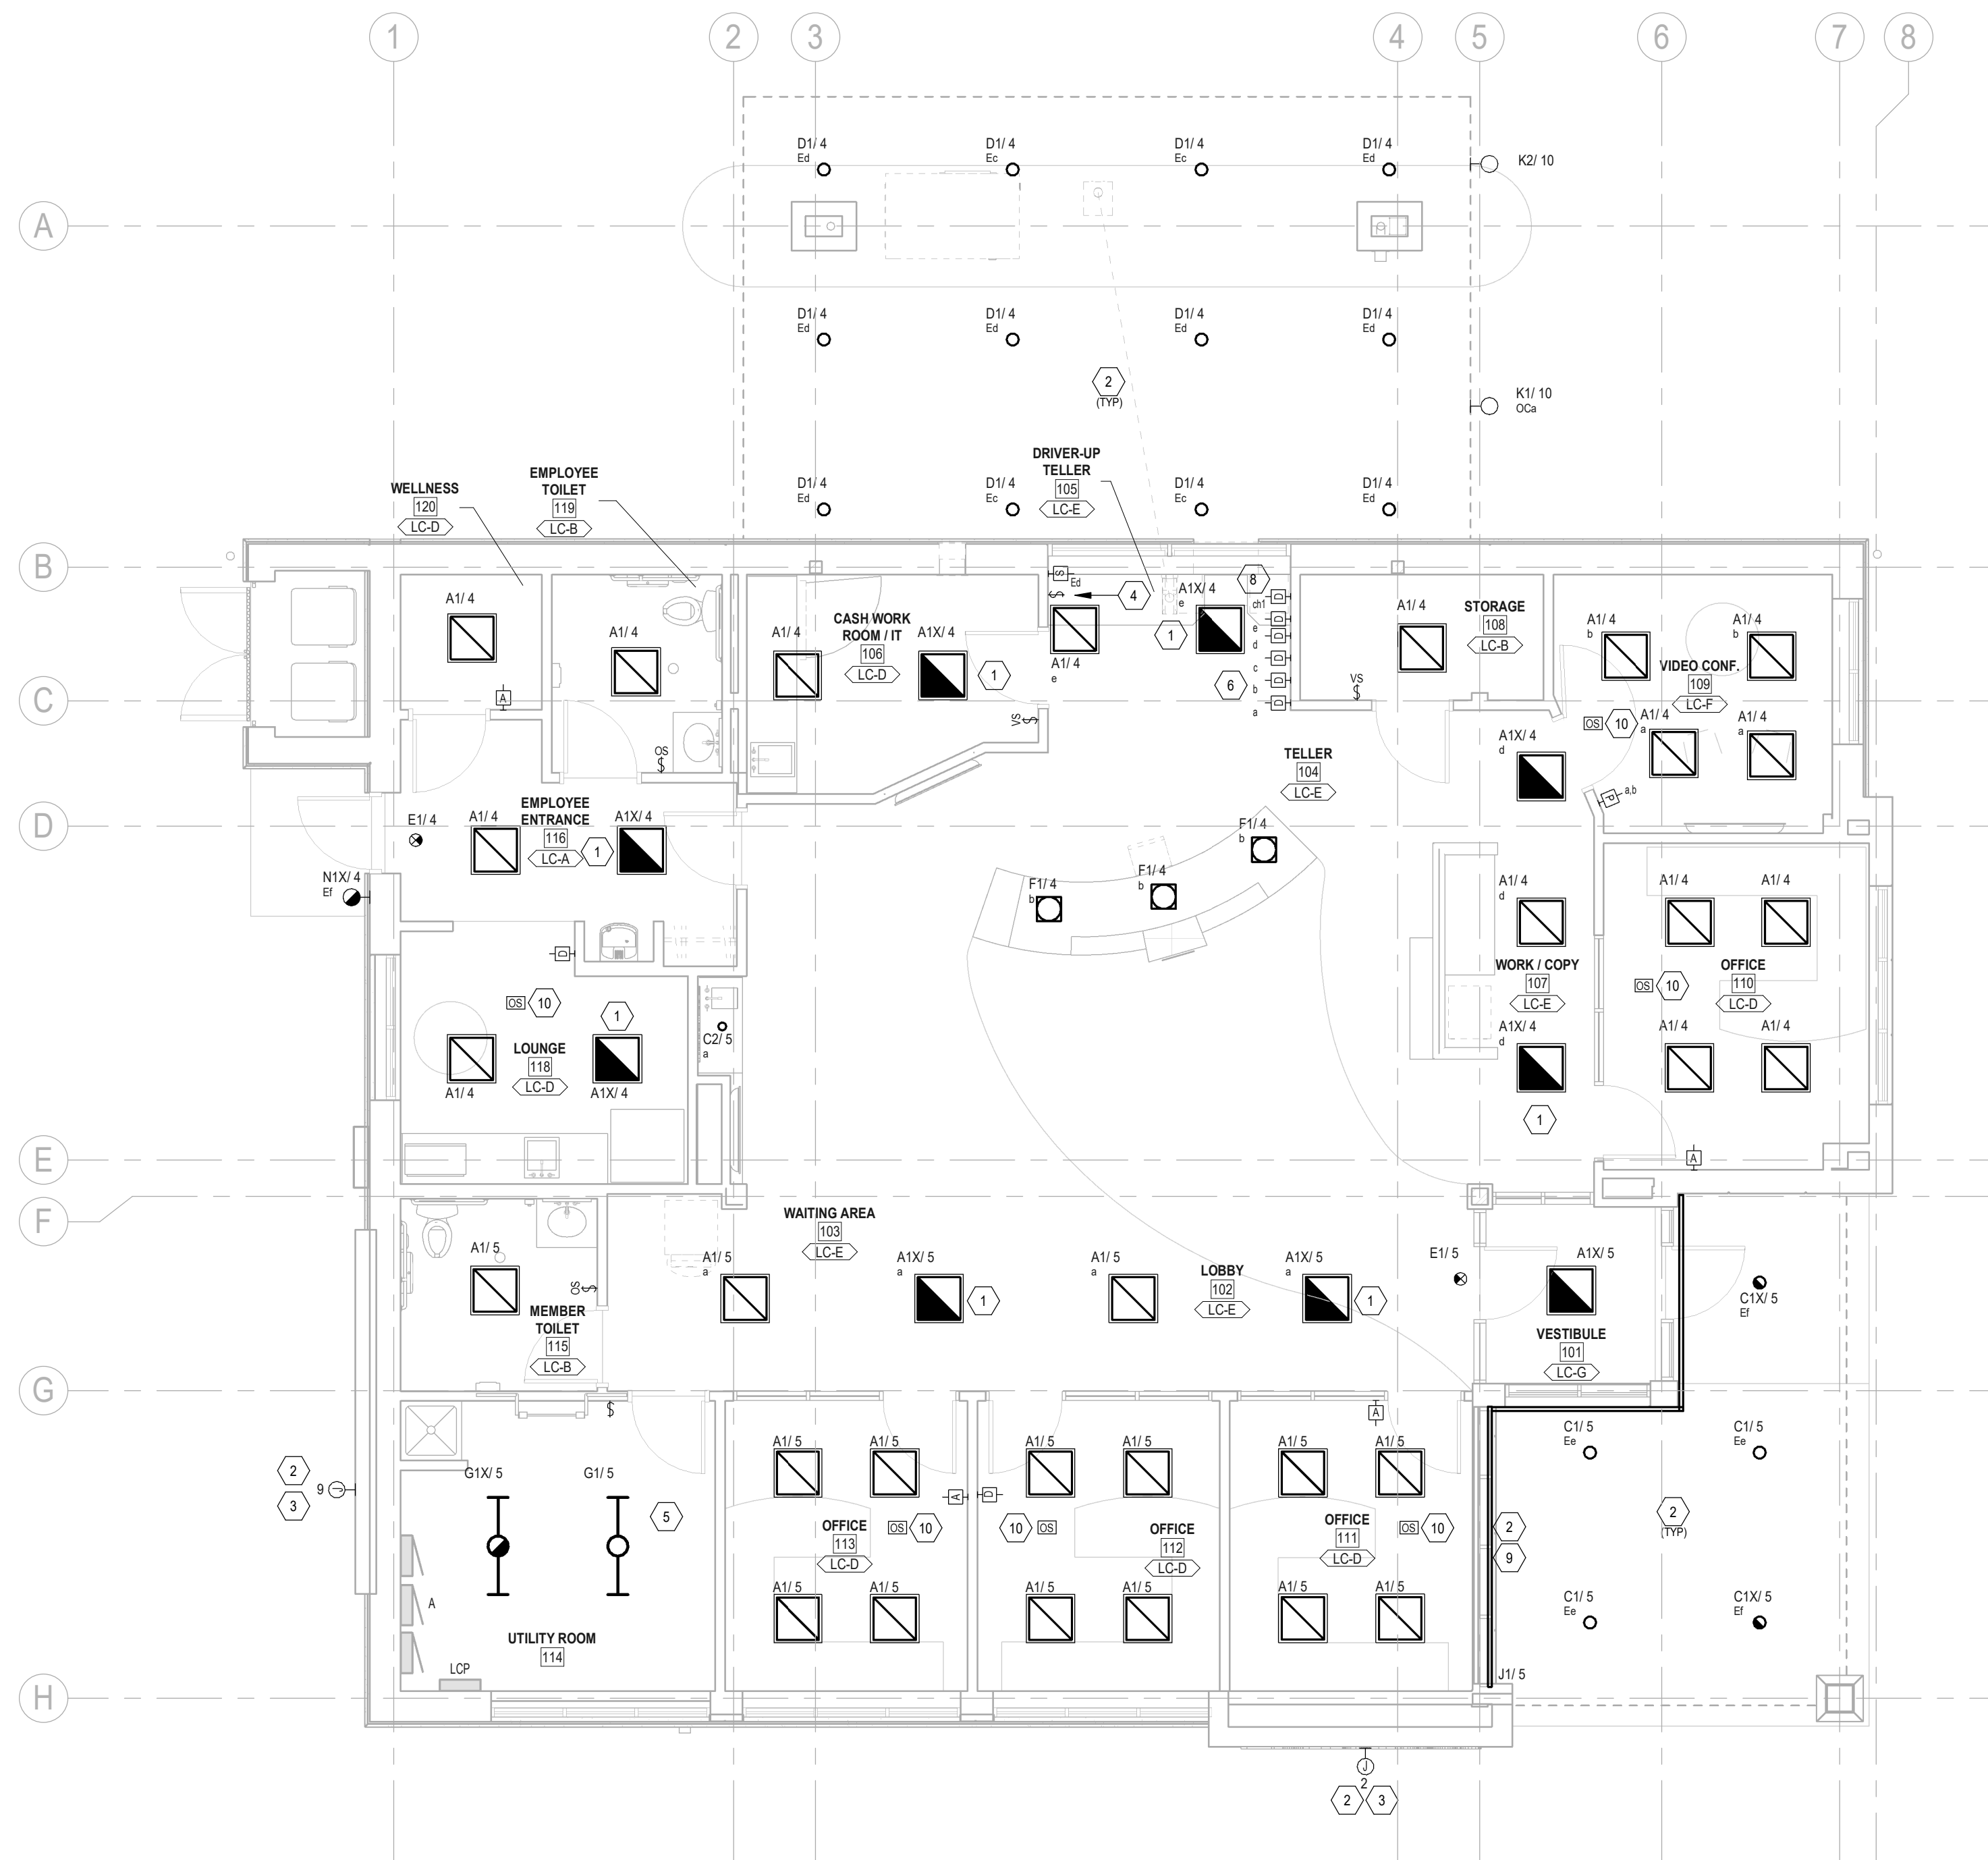 1
2
3
4
5
6
7
8
A
B
C
D
E
F
G
H
D1/ 4
Ed
D1/ 4
Ec
D1/ 4
Ec
D1/ 4
Ed
K2/ 10
D1/ 4
Ed
D1/ 4
Ed
D1/ 4
Ed
D1/ 4
Ed
2
(TYP)
K1/ 10
OCa
D1/ 4
Ed
D1/ 4
Ec
D1/ 4
Ec
D1/ 4
Ed
DRIVER-UP
TELLER
105
LC-E
WELLNESS
120
LC-D
EMPLOYEE
TOILET
119
LC-B
A1/ 4
A1/ 4
A
OS
$
A1/ 4
CASH WORK
ROOM / IT
106
LC-D
A1X/ 4
1
VS
$
S
Ed
$
4
A1/ 4
e
A1X/ 4
e
1
8
D
ch1
D
e
D
d
D
c
D
b
D
a
6
A1/ 4
STORAGE
108
LC-B
VS
$
A1/ 4
b
A1/ 4
b
VIDEO CONF.
109
LC-F
OS
10
A1/ 4
a
A1/ 4
a
P
a,b
TELLER
104
LC-E
A1X/ 4
d
E1/ 4
A1/ 4
EMPLOYEE
ENTRANCE
116
LC-A
1
A1X/ 4
N1X/ 4
Ef
F1/ 4
b
F1/ 4
b
F1/ 4
b
A1/ 4
d
WORK / COPY
107
LC-E
A1X/ 4
d
1
A1/ 4
A1/ 4
OS
10
OFFICE
110
LC-D
A1/ 4
A1/ 4
A
D
OS
10
1
LOUNGE
118
LC-D
A1/ 4
A1X/ 4
C2/ 5
a
A1/ 5
OS
$
MEMBER
TOILET
115
LC-B
WAITING AREA
103
LC-E
A1/ 5
a
A1X/ 5
a
1
A1/ 5
a
LOBBY
102
LC-E
A1X/ 5
a
1
E1/ 5
A1X/ 5
VESTIBULE
101
LC-G
C1X/ 5
Ef
2
3
9
J
$
G1X/ 5
G1/ 5
5
A
UTILITY ROOM
114
LCP
A1/ 5
A1/ 5
A
OFFICE
113
LC-D
OS
10
A1/ 5
A1/ 5
A1/ 5
A1/ 5
D
10
OS
OFFICE
112
LC-D
A1/ 5
A1/ 5
A
A1/ 5
A1/ 5
OFFICE
111
LC-D
OS
10
A1/ 5
A1/ 5
2
9
C1/ 5
Ee
C1/ 5
Ee
2
(TYP)
C1/ 5
Ee
C1X/ 5
Ef
J1/ 5
J
2
2
3